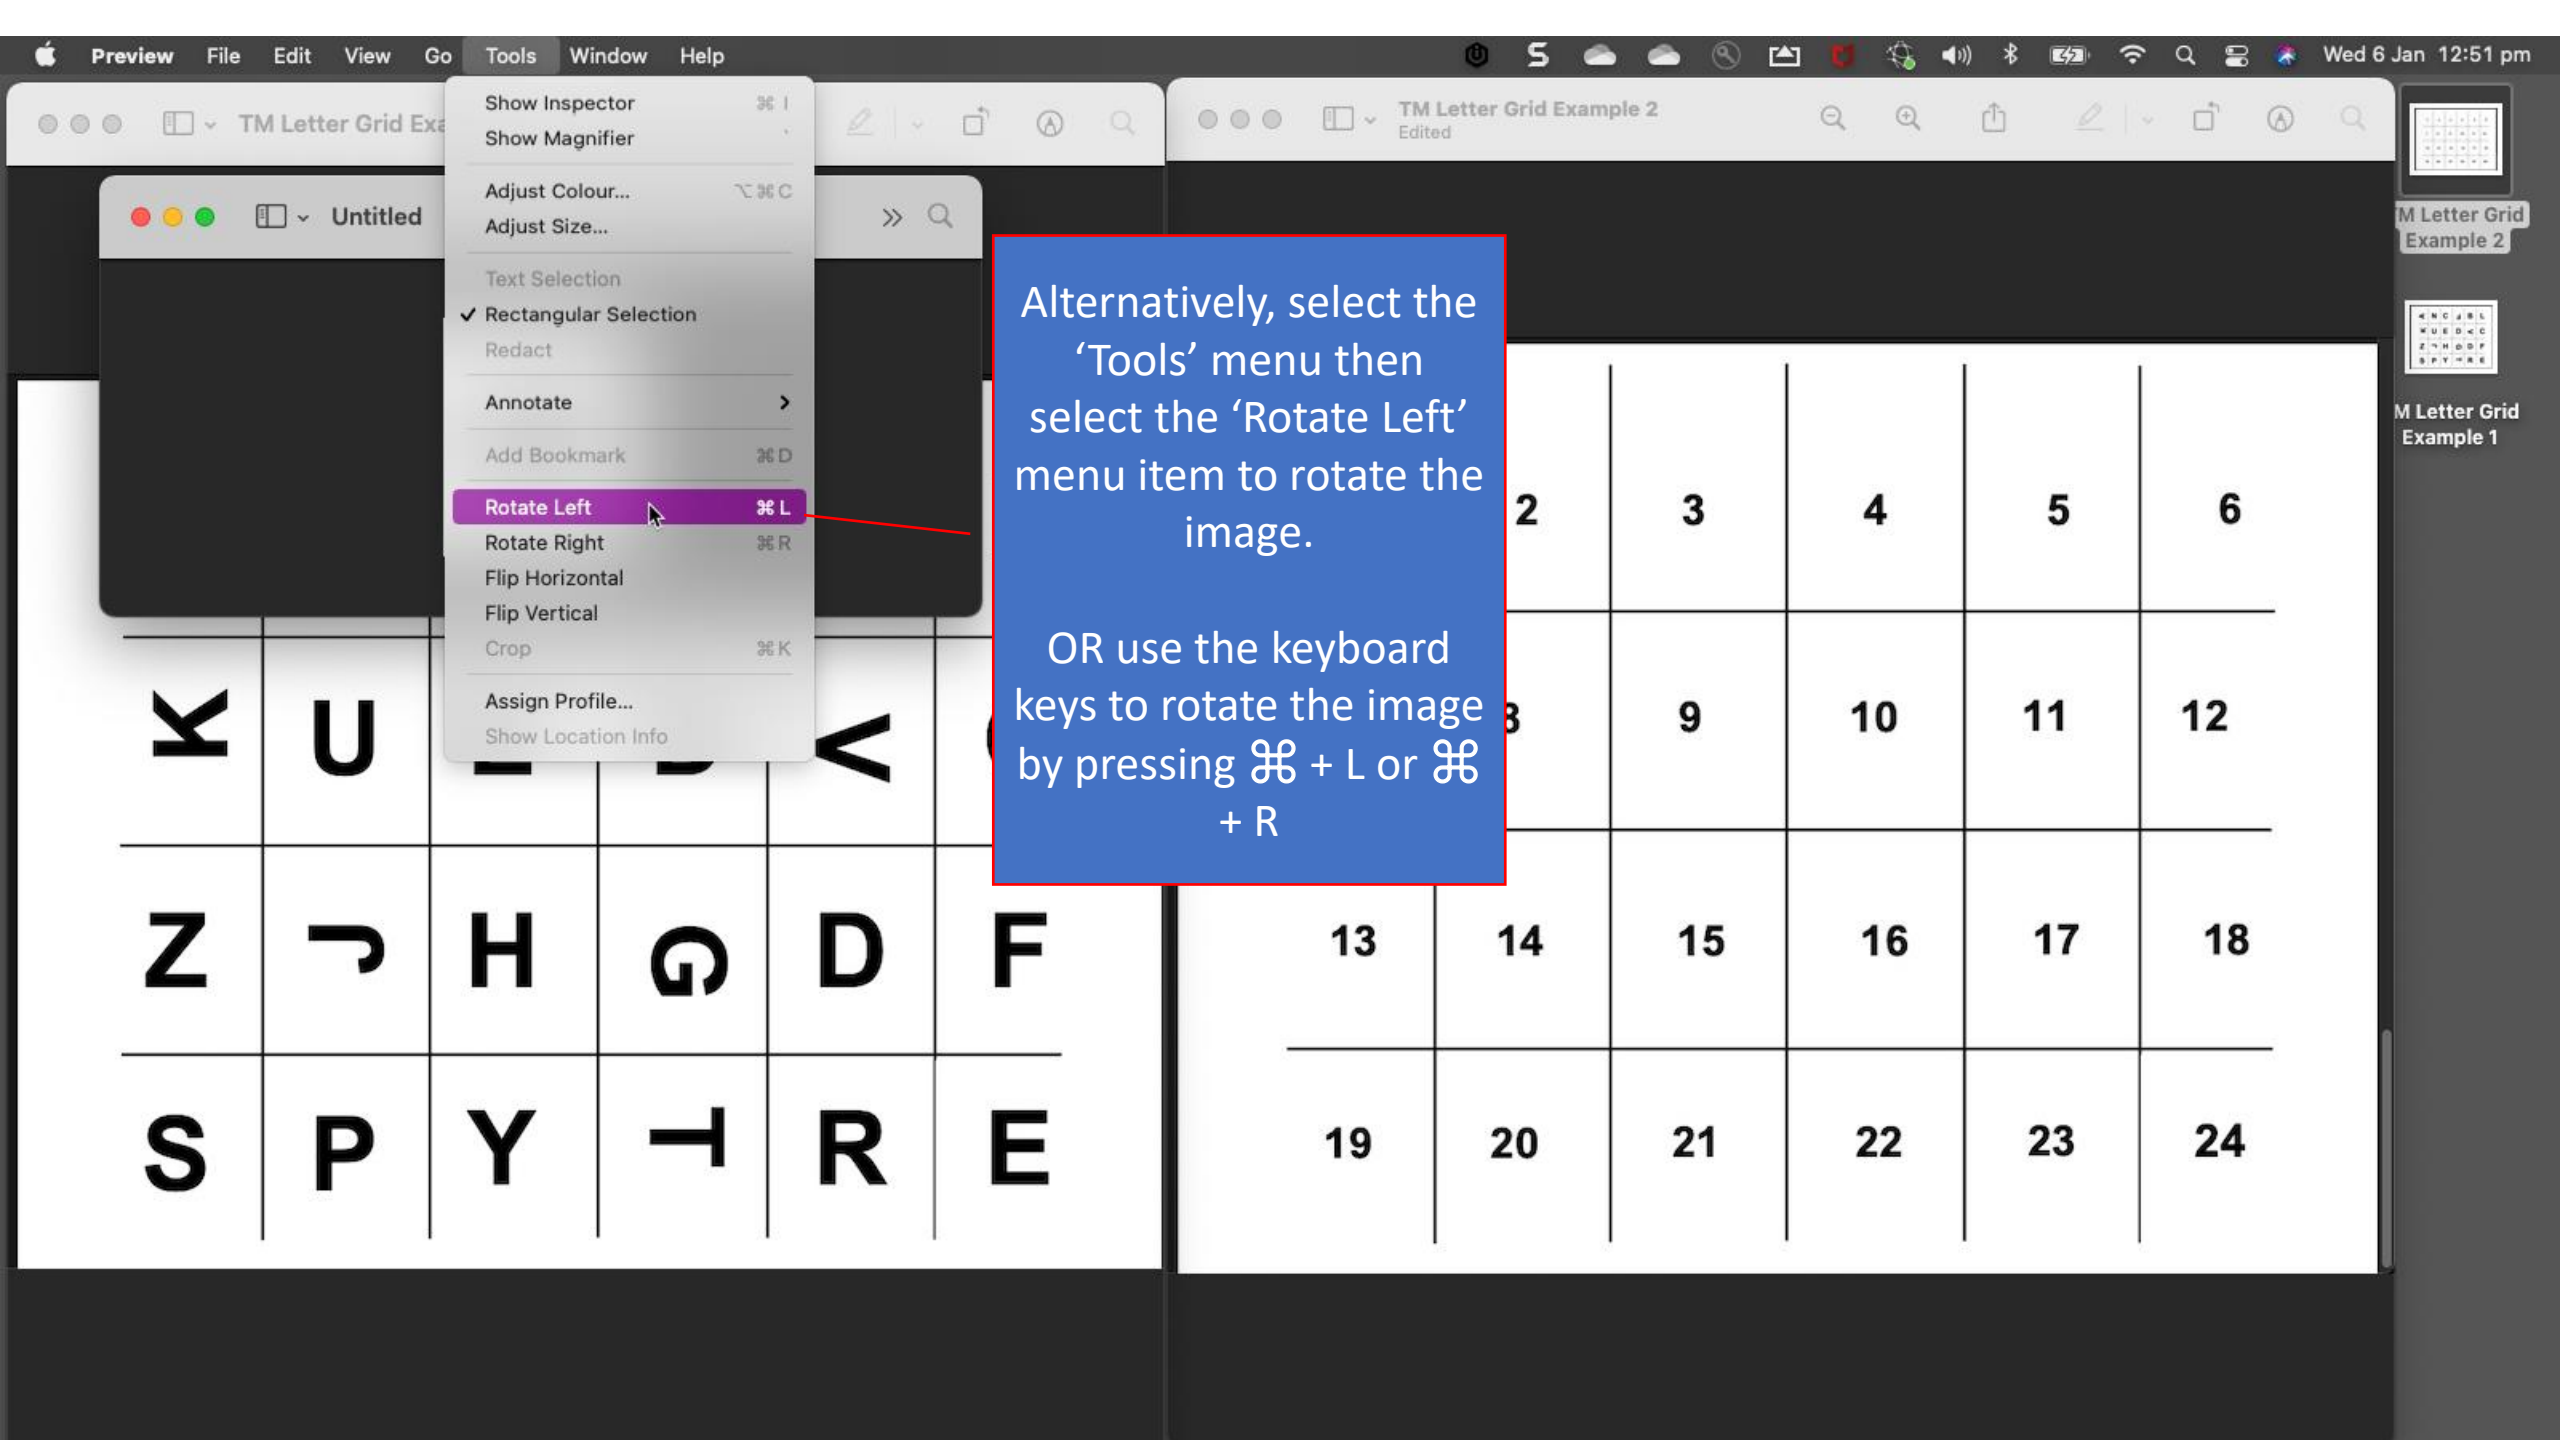 Preview File Edit View Go Tools Window Help
Wed 6 Jan 12:51 pm
TM Letter Grid Exa
Untitled
Show Inspector ⌘ I
Show Magnifier `
Adjust Colour... ⌥⌘C
Adjust Size...
Text Selection
✓ Rectangular Selection
Redact
Annotate
Add Bookmark ⌘D
Rotate Left ⌘L
Rotate Right ⌘R
Flip Horizontal
Flip Vertical
Crop ⌘K
Assign Profile...
Show Location Info
K U V
Z J H G D F
S P Y T R E
Alternatively, select the
‘Tools’ menu then
select the ‘Rotate Left’
menu item to rotate the
image.
OR use the keyboard
keys to rotate the image
by pressing ⌘ + L or ⌘
+ R
TM Letter Grid Example 2
Edited
2 3 4 5 6
9 10 11 12
13 14 15 16 17 18
19 20 21 22 23 24
M Letter Grid
Example 2
M Letter Grid
Example 1